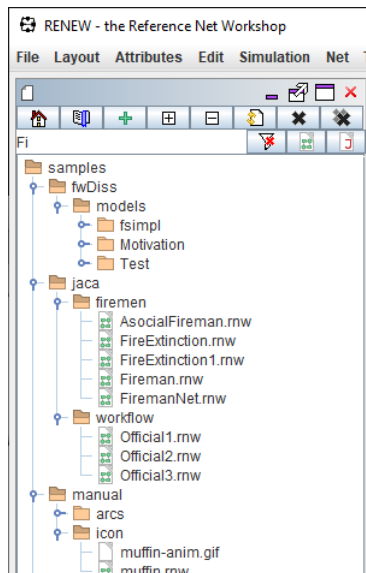 RENEW - the Reference Net Workshop
File Layout Attributes Edit Simulation Net
Fi
J
samples
fwDiss
models
fsimpl
Motivation
Test
jaca
firemen
AsocialFireman.rnw
FireExtinction.rnw
FireExtinction1.rnw
Fireman.rnw
FiremanNet.rnw
workflow
Official1.rnw
Official2.rnw
Official3.rnw
manual
arcs
icon
muffin-anim.gif
muffin.rnw